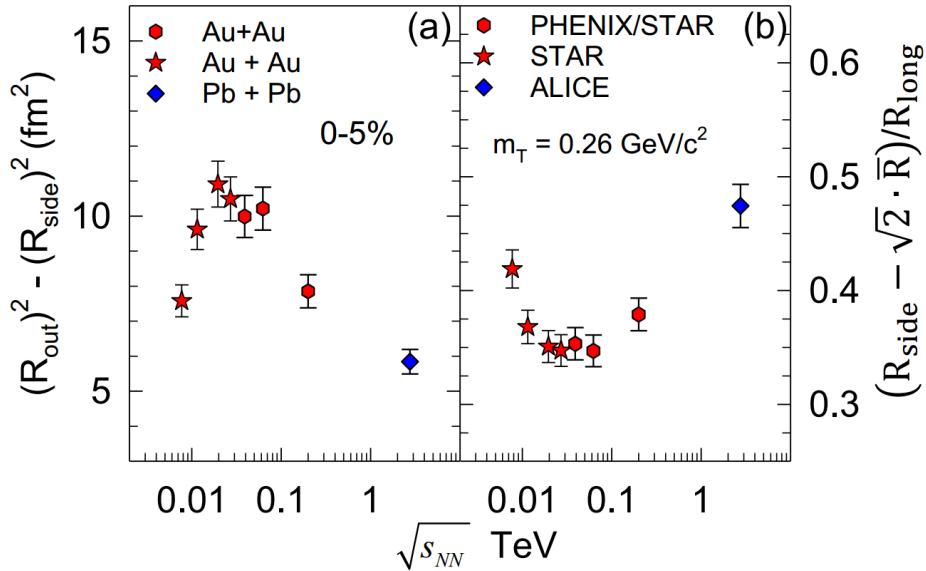 (a)
Au+Au
Au + Au
Pb + Pb
0-5%
15
10
5
(R_out)^2 - (R_side)^2 (fm^2)
0.01 0.1 1
(b)
PHENIX/STAR
STAR
ALICE
m_T = 0.26 GeV/c^2
0.6
0.5
0.4
0.3
(R_side − √2 · R̅)/R_long
0.01 0.1 1
√s_NN TeV